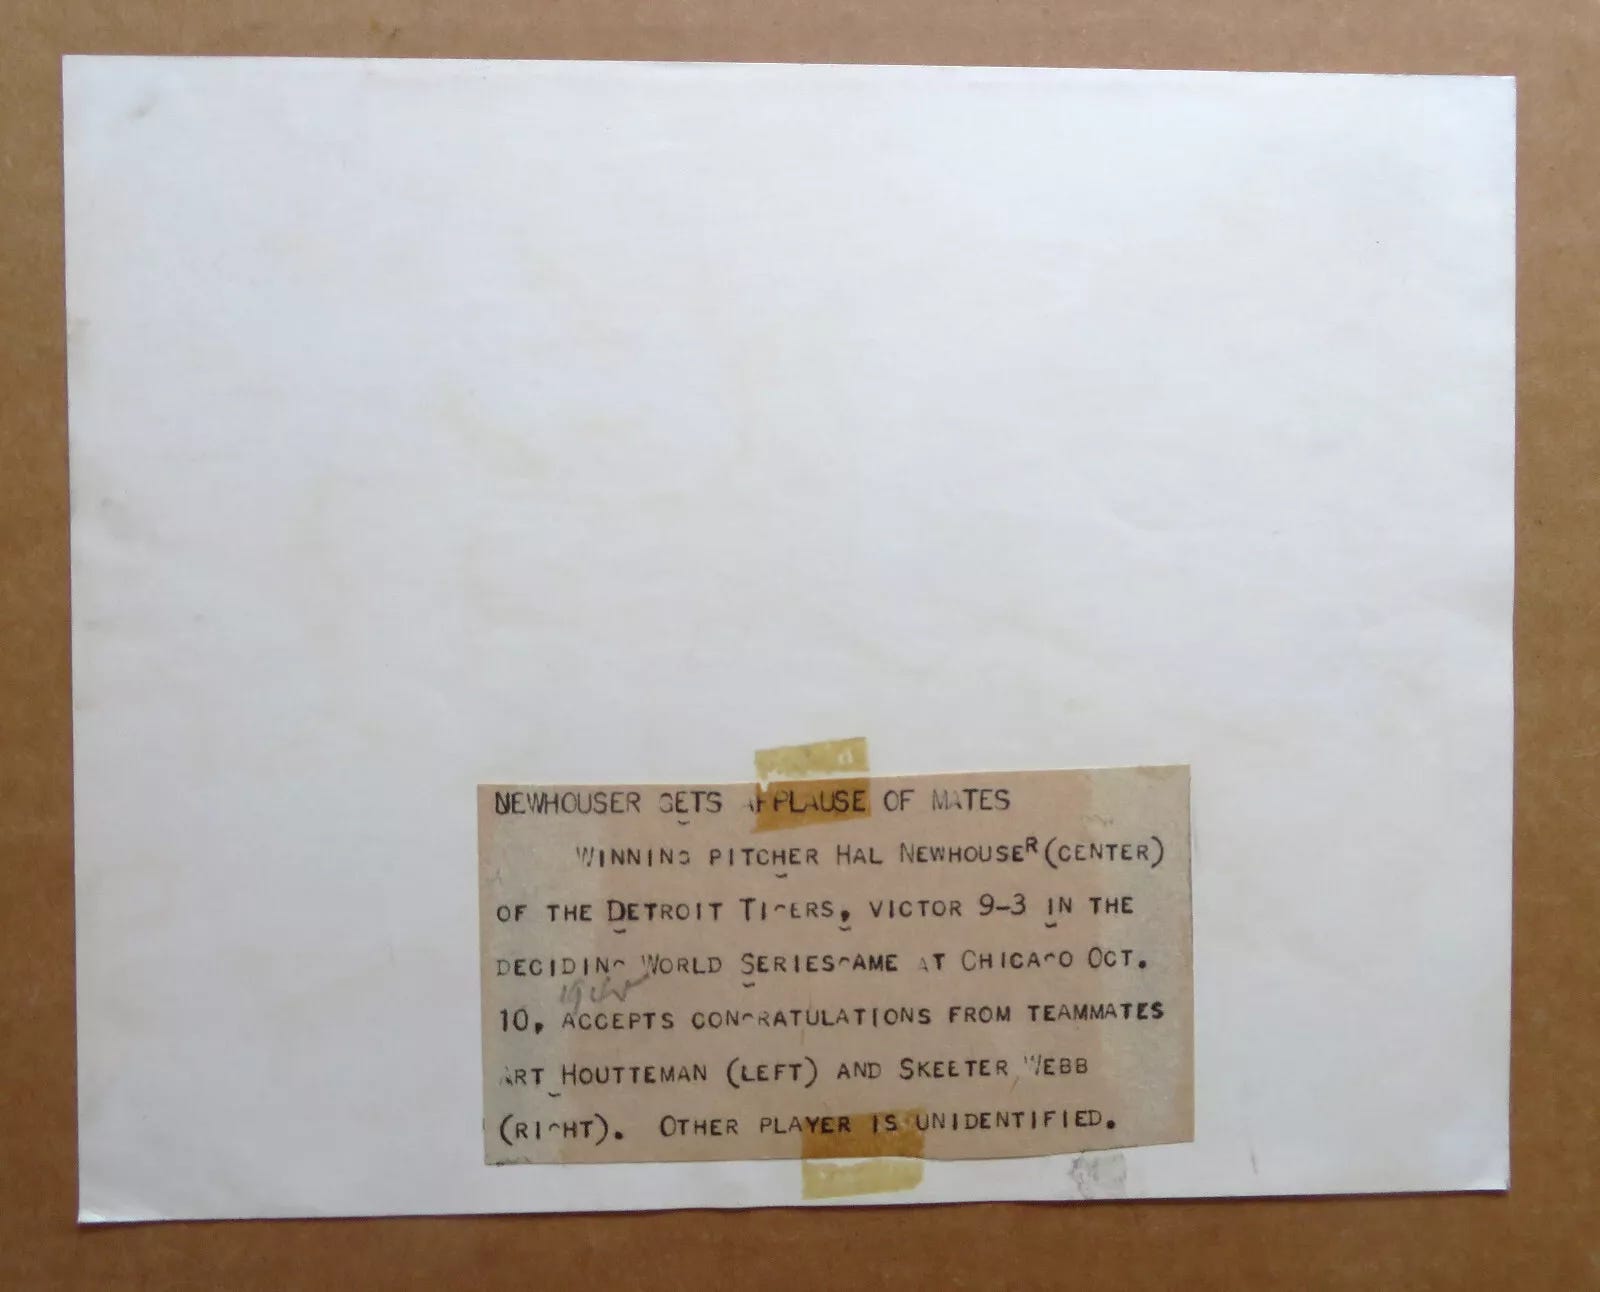 NEWHOUSER GETS APPLAUSE OF MATES
WINNING PITCHER HAL NEWHOUSER (CENTER)
OF THE DETROIT TIGERS, VICTOR 9-3 IN THE
DECIDING WORLD SERIES GAME AT CHICAGO OCT.
10, ACCEPTS CONGRATULATIONS FROM TEAMMATES
ART HOUTTEMAN (LEFT) AND SKEETER WEBB
(RIGHT). OTHER PLAYER IS UNIDENTIFIED.